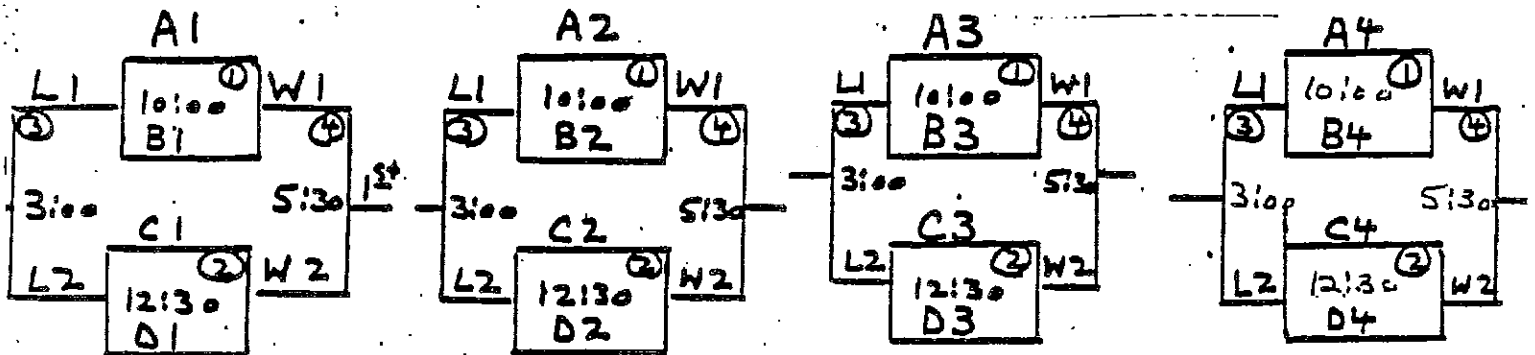 A1 A2 A3 A4
L1 ① W1 L1 ① W1 L1 ① W1 L1 ① W1
10:00 10:00 10:00 10:00
③ B1 ④ ③ B2 ④ ③ B3 ④ ③ B4 ④
1st
3:00 5:30 3:00 5:30 3:00 5:30 3:00 5:30
C1 C2 C3 C4
L2 ② W2 L2 ② W2 L2 ② W2 L2 ② W2
12:30 12:30 12:30 12:30
D1 D2 D3 D4